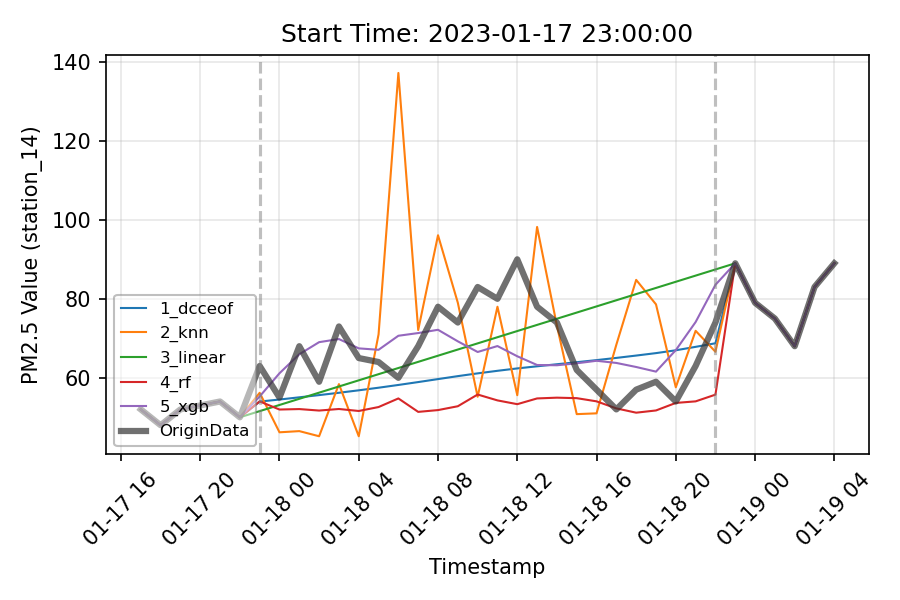 Start Time: 2023-01-17 23:00:00
PM2.5 Value (station_14)
140
120
100
80
60
1_dcceof
2_knn
3_linear
4_rf
5_xgb
OriginData
01-17 16
01-17 20
01-18 00
01-18 04
01-18 08
01-18 12
01-18 16
01-18 20
01-19 00
01-19 04
Timestamp